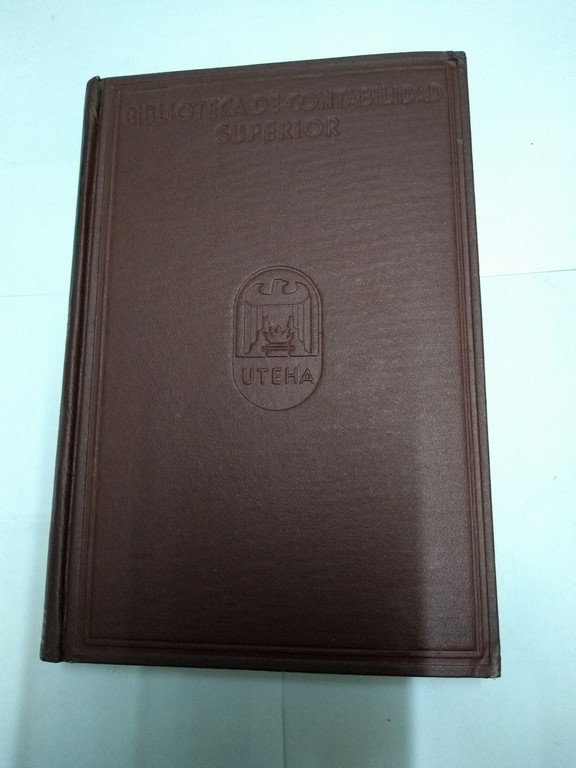 BIBLIOTECA DE CONTABILIDAD
SUPERIOR
UTEHA